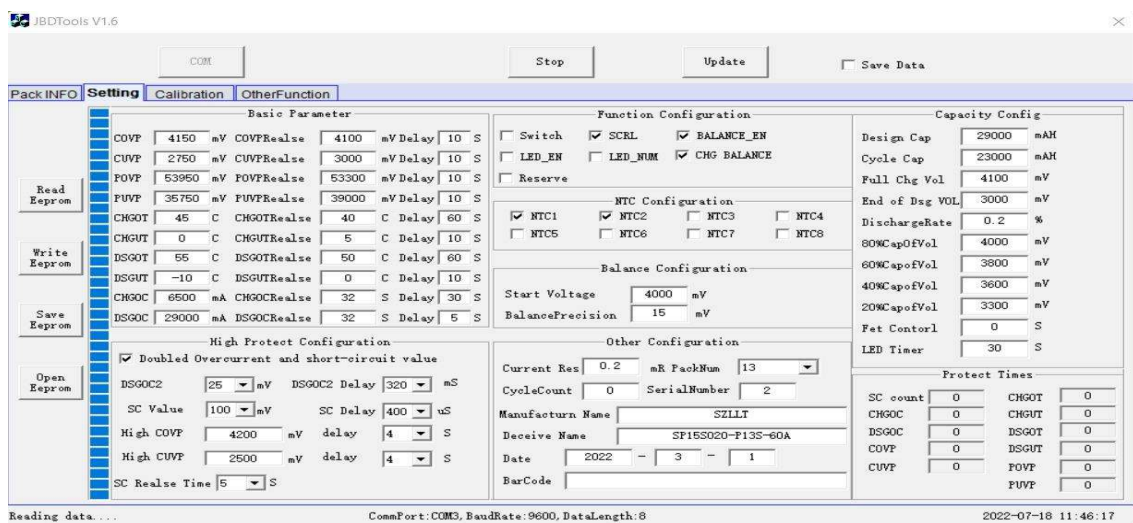 JBDTools V1.6
COM Stop Update Save Data
Pack INFO Setting Calibration OtherFunction
Read Eeprom
Write Eeprom
Save Eeprom
Open Eeprom
Basic Parameter
COVP 4150 mV COVPRealse 4100 mV Delay 10 S
CUVP 2750 mV CUVPRealse 3000 mV Delay 10 S
POVP 53950 mV POVPRealse 53300 mV Delay 10 S
PUVP 35750 mV PUVPRealse 39000 mV Delay 10 S
CHGOT 45 C CHGOTRealse 40 C Delay 60 S
CHGUT 0 C CHGUTRealse 5 C Delay 10 S
DSGOT 55 C DSGOTRealse 50 C Delay 60 S
DSGUT -10 C DSGUTRealse 0 C Delay 10 S
CHGOC 6500 mA CHGOCRealse 32 S Delay 30 S
DSGOC 29000 mA DSGOCRealse 32 S Delay 5 S
High Protect Configuration
Doubled Overcurrent and short-circuit value
DSGOC2 25 mV DSGOC2 Delay 320 mS
SC Value 100 mV SC Delay 400 uS
High COVP 4200 mV delay 4 S
High CUVP 2500 mV delay 4 S
SC Realse Time 5 S
Function Configuration
Switch SCRL BALANCE_EN
LED_EN LED_NUM CHG BALANCE
Reserve
NTC Configuration
NTC1 NTC2 NTC3 NTC4
NTC5 NTC6 NTC7 NTC8
Balance Configuration
Start Voltage 4000 mV
BalancePrecision 15 mV
Other Configuration
Current Res 0.2 mR PackNum 13
CycleCount 0 SerialNumber 2
Manufacturn Name SZLLT
Deceive Name SP15S020-P13S-60A
Date 2022 - 3 - 1
BarCode
Capacity Config
Design Cap 29000 mAH
Cycle Cap 23000 mAH
Full Chg Vol 4100 mV
End of Dsg VOL 3000 mV
DischargeRate 0.2 %
80%CapOfVol 4000 mV
60%CapofVol 3800 mV
40%CapofVol 3600 mV
20%CapofVol 3300 mV
Fet Contorl 0 S
LED Timer 30 S
Protect Times
SC count 0 CHGOT 0
CHGOC 0 CHGUT 0
DSGOC 0 DSGOT 0
COVP 0 DSGUT 0
CUVP 0 POVP 0
PUVP 0
Reading data.... CommPort:COM3, BaudRate:9600, DataLength:8 2022-07-18 11:46:17